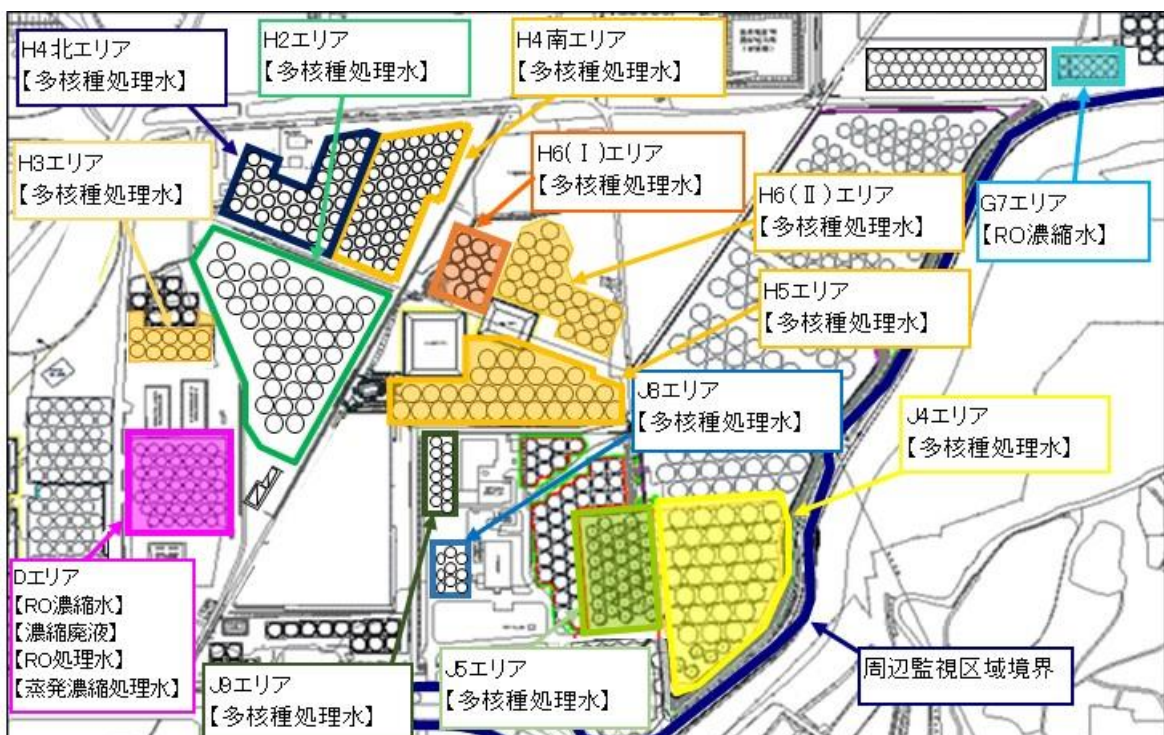 H4北エリア
【多核種処理水】
H2エリア
【多核種処理水】
H4南エリア
【多核種処理水】
H3エリア
【多核種処理水】
H6(Ⅰ)エリア
【多核種処理水】
H6(Ⅱ)エリア
【多核種処理水】
G7エリア
【RO濃縮水】
H5エリア
【多核種処理水】
J8エリア
【多核種処理水】
J4エリア
【多核種処理水】
Dエリア
【RO濃縮水】
【濃縮廃液】
【RO処理水】
【蒸発濃縮処理水】
J9エリア
【多核種処理水】
J5エリア
【多核種処理水】
周辺監視区域境界